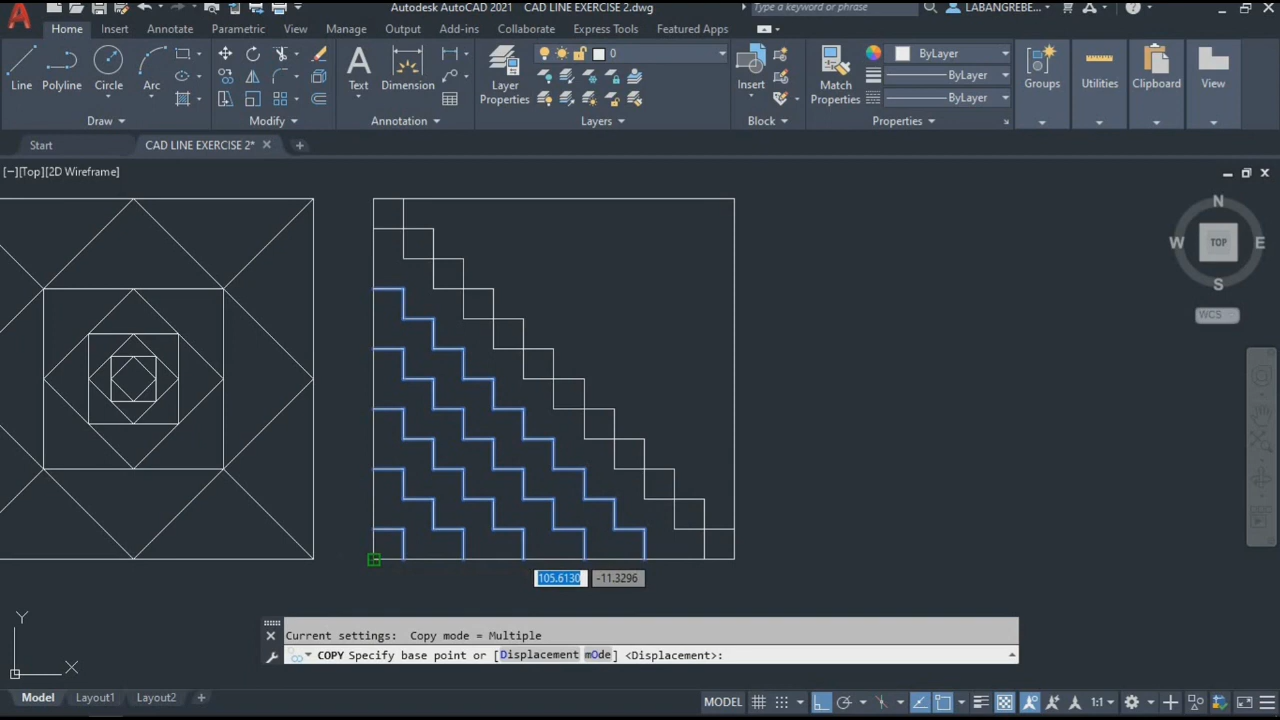 Autodesk AutoCAD 2021 CAD LINE EXERCISE 2.dwg
Type a keyword or phrase
LABANGREBE...
Home Insert Annotate Parametric View Manage Output Add-ins Collaborate Express Tools Featured Apps
0
ByLayer
ByLayer
ByLayer
Line Polyline Circle Arc
Text Dimension
Layer Properties
Insert
Match Properties
Groups Utilities Clipboard View
Draw Modify Annotation Layers Block Properties
Start CAD LINE EXERCISE 2*
[−][Top][2D Wireframe]
N
W TOP E
S
WCS
105.6130 -11.3296
Y
X
Current settings: Copy mode = Multiple
COPY Specify base point or [Displacement mOde] <Displacement>:
Model Layout1 Layout2
MODEL 1:1